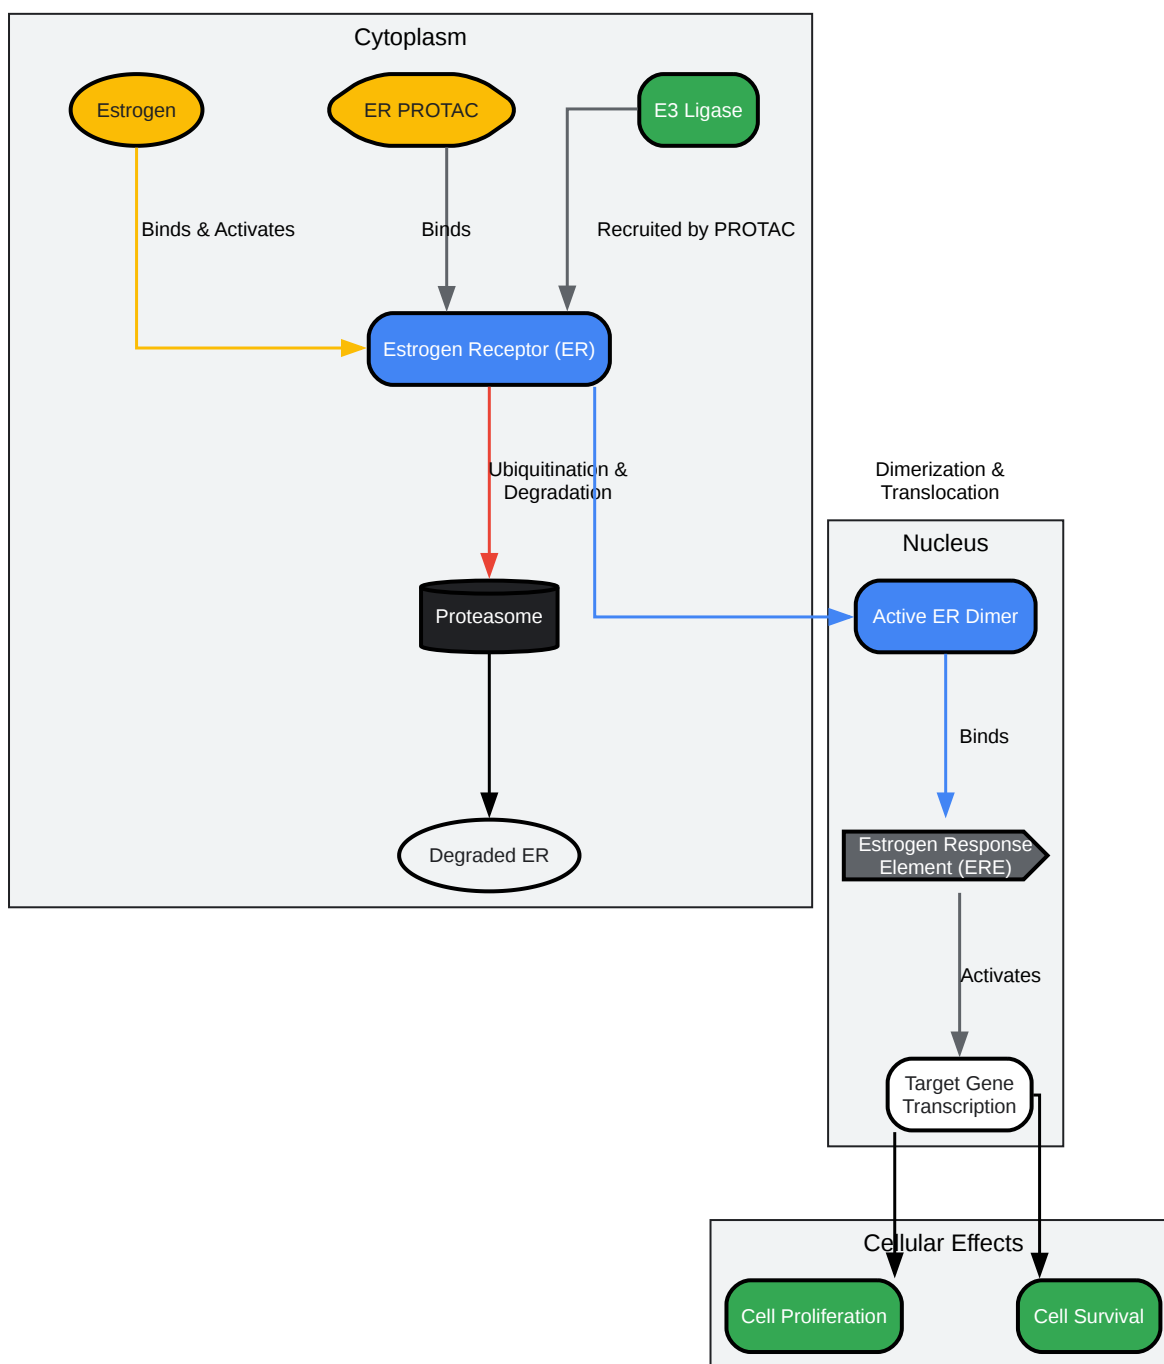 Cytoplasm
Estrogen
ER PROTAC
E3 Ligase
Binds & Activates
Binds
Recruited by PROTAC
Estrogen Receptor (ER)
Ubiquitination &
Degradation
Dimerization &
Translocation
Nucleus
Proteasome
Active ER Dimer
Binds
Degraded ER
Estrogen Response
Element (ERE)
Activates
Target Gene
Transcription
Cellular Effects
Cell Proliferation
Cell Survival